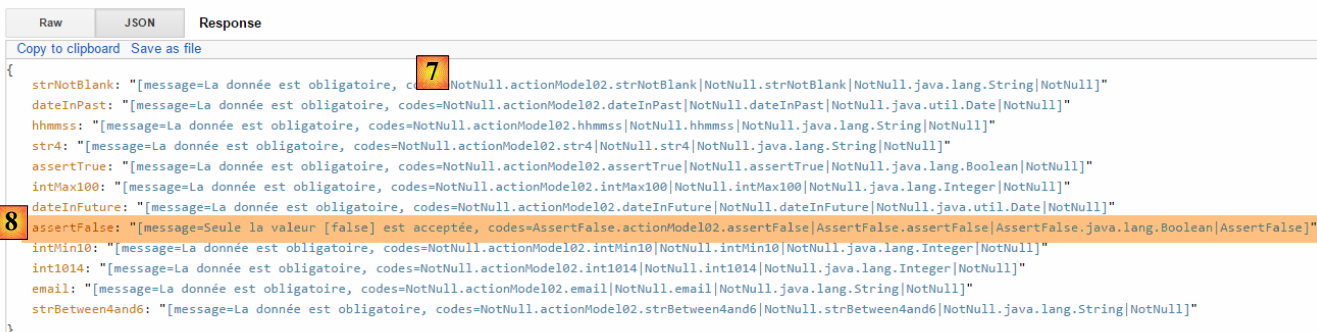 Raw JSON Response
Copy to clipboard Save as file
7
{
strNotBlank: "[message=La donnée est obligatoire, c NotNull.actionModel02.strNotBlank|NotNull.strNotBlank|NotNull.java.lang.String|NotNull]"
dateInPast: "[message=La donnée est obligatoire, codes=NotNull.actionModel02.dateInPast|NotNull.dateInPast|NotNull.java.util.Date|NotNull]"
hhmmss: "[message=La donnée est obligatoire, codes=NotNull.actionModel02.hhmmss|NotNull.hhmmss|NotNull.java.lang.String|NotNull]"
str4: "[message=La donnée est obligatoire, codes=NotNull.actionModel02.str4|NotNull.str4|NotNull.java.lang.String|NotNull]"
assertTrue: "[message=La donnée est obligatoire, codes=NotNull.actionModel02.assertTrue|NotNull.assertTrue|NotNull.java.lang.Boolean|NotNull]"
intMax100: "[message=La donnée est obligatoire, codes=NotNull.actionModel02.intMax100|NotNull.intMax100|NotNull.java.lang.Integer|NotNull]"
dateInFuture: "[message=La donnée est obligatoire, codes=NotNull.actionModel02.dateInFuture|NotNull.dateInFuture|NotNull.java.util.Date|NotNull]"
8 assertFalse: "[message=Seule la valeur [false] est acceptée, codes=AssertFalse.actionModel02.assertFalse|AssertFalse.assertFalse|AssertFalse.java.lang.Boolean|AssertFalse]"
intMin10: "[message=La donnée est obligatoire, codes=NotNull.actionModel02.intMin10|NotNull.intMin10|NotNull.java.lang.Integer|NotNull]"
int1014: "[message=La donnée est obligatoire, codes=NotNull.actionModel02.int1014|NotNull.int1014|NotNull.java.lang.Integer|NotNull]"
email: "[message=La donnée est obligatoire, codes=NotNull.actionModel02.email|NotNull.email|NotNull.java.lang.String|NotNull]"
strBetween4and6: "[message=La donnée est obligatoire, codes=NotNull.actionModel02.strBetween4and6|NotNull.strBetween4and6|NotNull.java.lang.String|NotNull]"
}